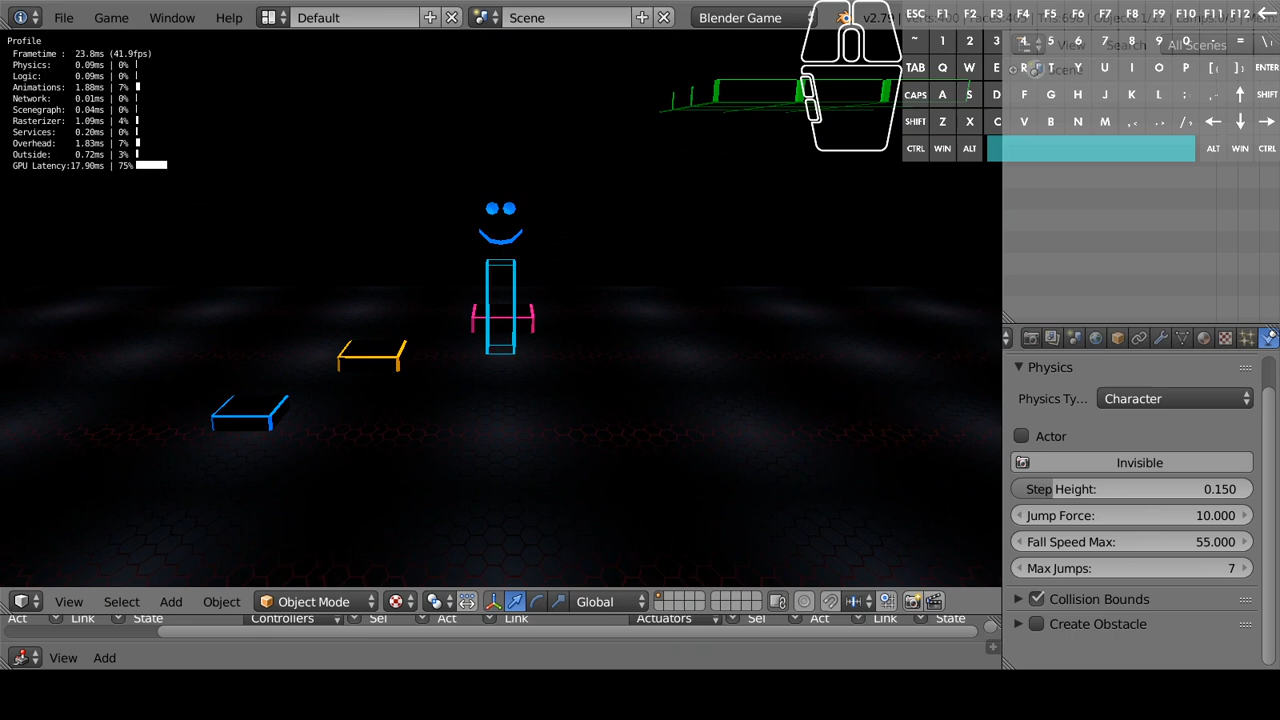 File Game Window Help Default Scene Blender Game v2.79
View Search All Scenes
Scene
ESC F1 F2 F3 F4 F5 F6 F7 F8 F9 F10 F11 F12 ←
~ 1 2 3 4 5 6 7 8 9 0 - =
TAB Q W E R T Y U I O P [ ] ENTER
CAPS A S D F G H J K L ; SHIFT
SHIFT Z X C V B N M
CTRL WIN ALT ALT WIN CTRL
Profile
Frametime : 23.8ms (41.9fps)
Physics: 0.09ms | 0%
Logic: 0.09ms | 0%
Animations: 1.88ms | 7%
Network: 0.01ms | 0%
Scenegraph: 0.04ms | 0%
Rasterizer: 1.09ms | 4%
Services: 0.20ms | 0%
Overhead: 1.83ms | 7%
Outside: 0.72ms | 3%
GPU Latency:17.90ms | 75%
Physics
Physics Ty... Character
Actor
Invisible
Step Height: 0.150
Jump Force: 10.000
Fall Speed Max: 55.000
Max Jumps: 7
Collision Bounds
Create Obstacle
View Select Add Object Object Mode Global
Act Link State Controllers Sel Act Link Actuators Sel Act Link State
View Add